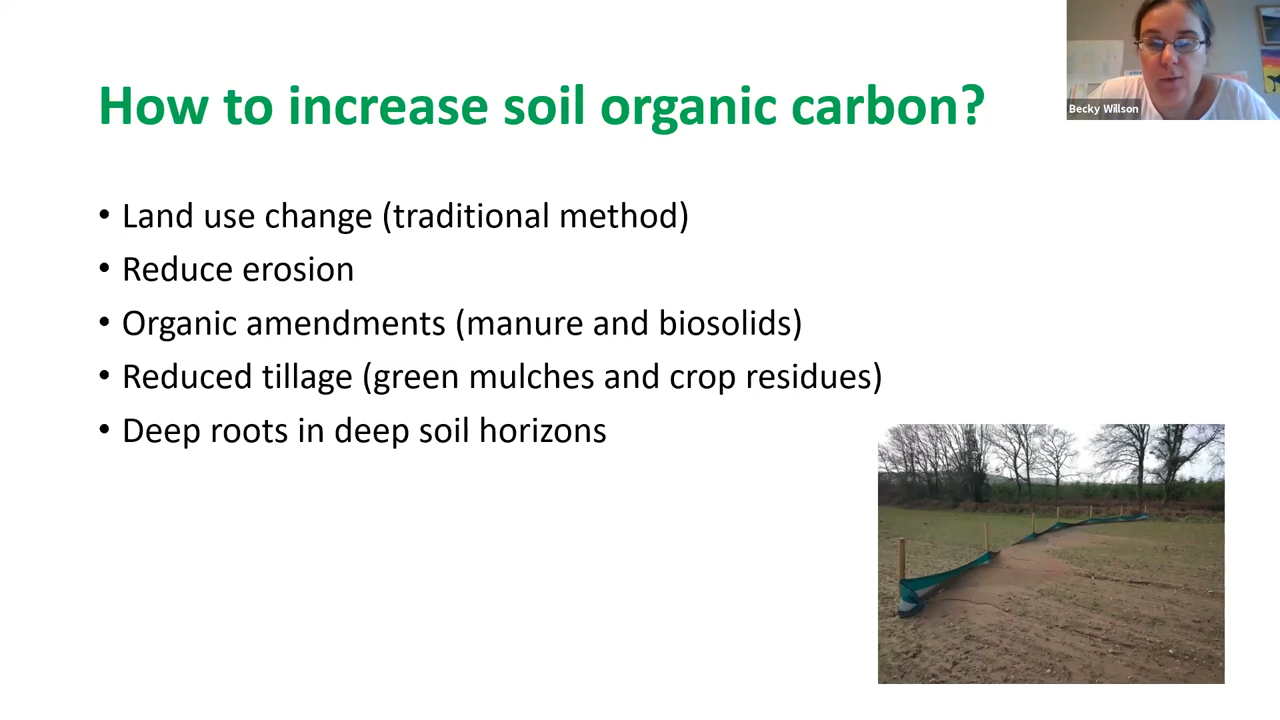 How to increase soil organic carbon?
Becky Willson
• Land use change (traditional method)
• Reduce erosion
• Organic amendments (manure and biosolids)
• Reduced tillage (green mulches and crop residues)
• Deep roots in deep soil horizons